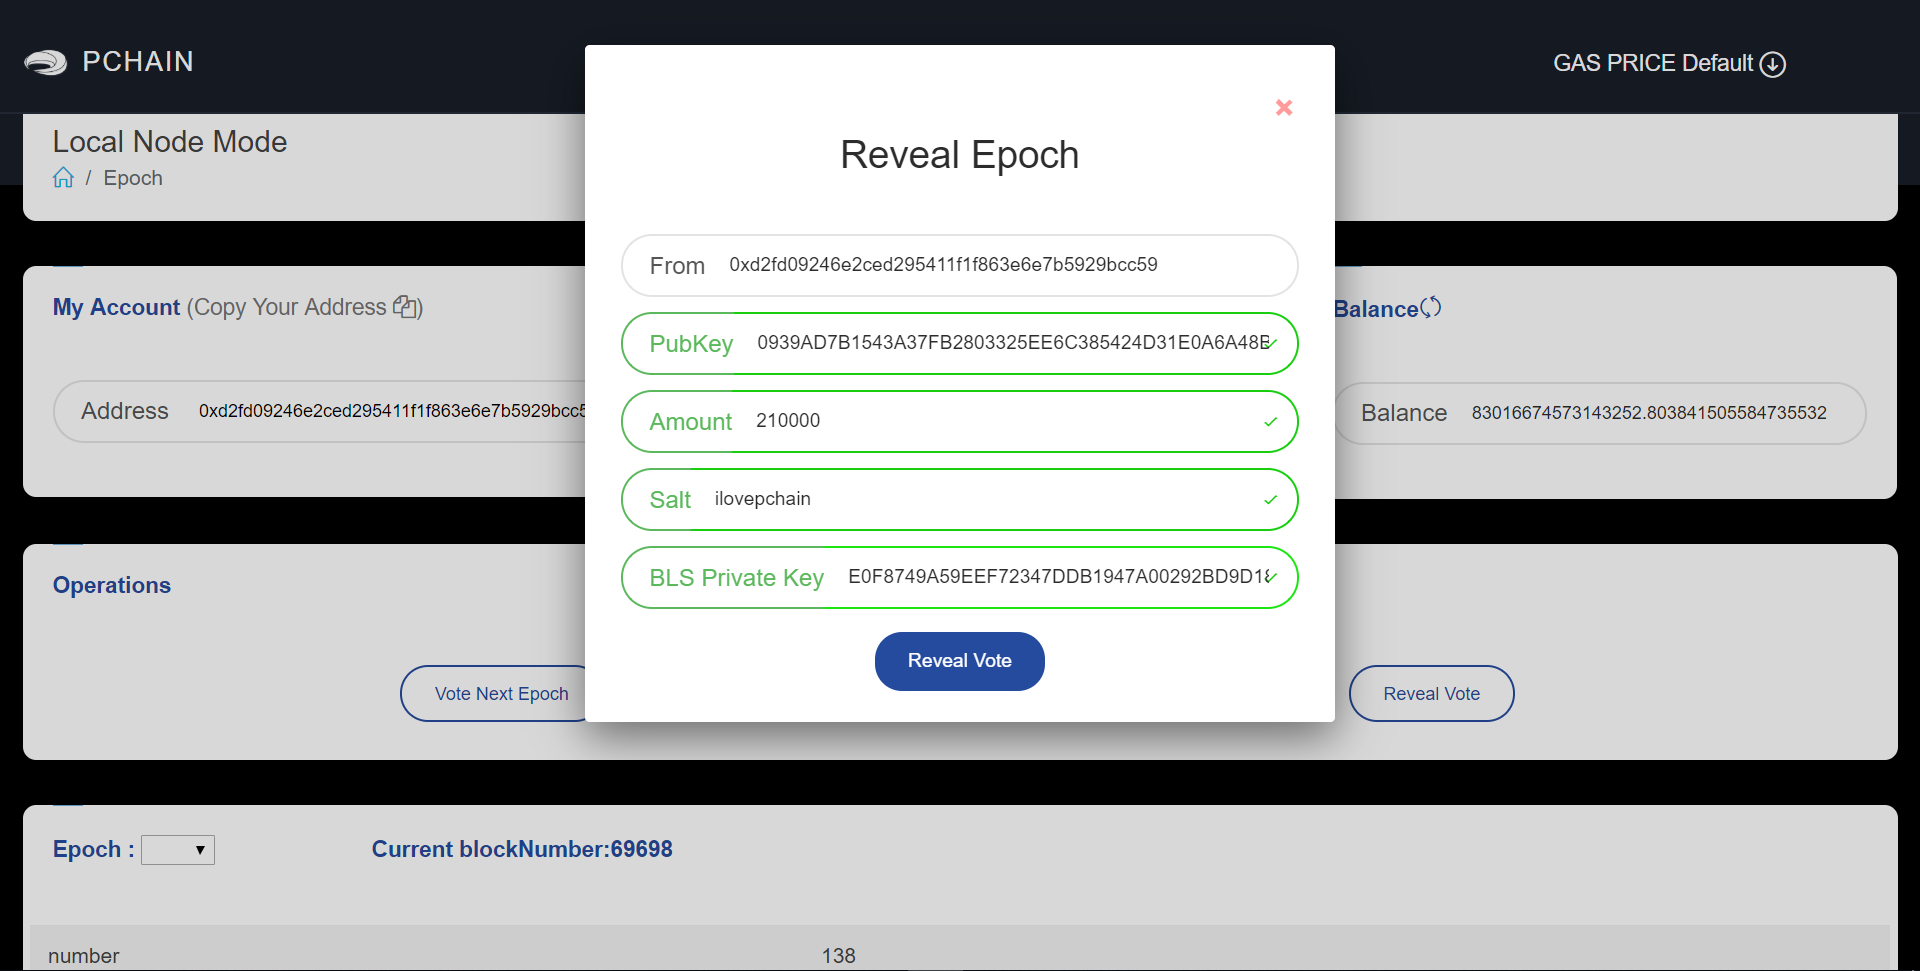 PCHAIN
GAS PRICE Default
Local Node Mode
/ Epoch
Reveal Epoch
From 0xd2fd09246e2ced295411f1f863e6e7b5929bcc59
PubKey 0939AD7B1543A37FB2803325EE6C385424D31E0A6A48
Amount 210000
Salt ilovepchain
BLS Private Key E0F8749A59EEF72347DDB1947A00292BD9D1
Reveal Vote
My Account (Copy Your Address )
Address 0xd2fd09246e2ced295411f1f863e6e7b5929bcc
Balance
Balance 83016674573143252.803841505584735532
Operations
Vote Next Epoch
Reveal Vote
Epoch :
Current blockNumber:69698
number 138